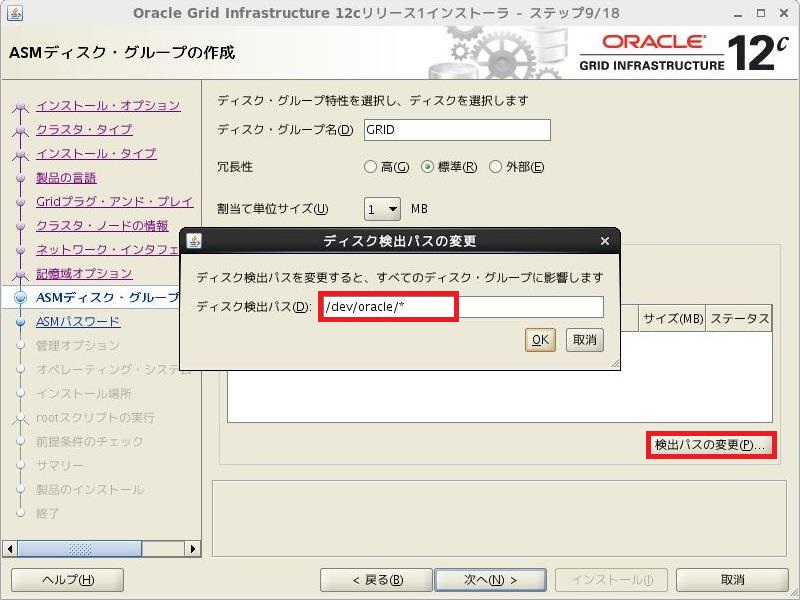 Oracle Grid Infrastructure 12cリリース1インストーラ - ステップ9/18
ASMディスク・グループの作成
ORACLE
GRID INFRASTRUCTURE
12c
インストール・オプション
クラスタ・タイプ
インストール・タイプ
製品の言語
Gridプラグ・アンド・プレイ
クラスタ・ノードの情報
ネットワーク・インタフェ
記憶域オプション
ASMディスク・グループ
ASMパスワード
管理オプション
オペレーティング・システム
インストール場所
rootスクリプトの実行
前提条件のチェック
サマリー
製品のインストール
終了
ディスク・グループ特性を選択し、ディスクを選択します
ディスク・グループ名(D) GRID
冗長性 高(G) 標準(R) 外部(E)
割当て単位サイズ(U) 1 MB
ディスク検出パスの変更
ディスク検出パスを変更すると、すべてのディスク・グループに影響します
ディスク検出パス(D): /dev/oracle/*
OK 取消
サイズ(MB) ステータス
検出パスの変更(P)...
ヘルプ(H) < 戻る(B) 次へ(N) > インストール(I) 取消